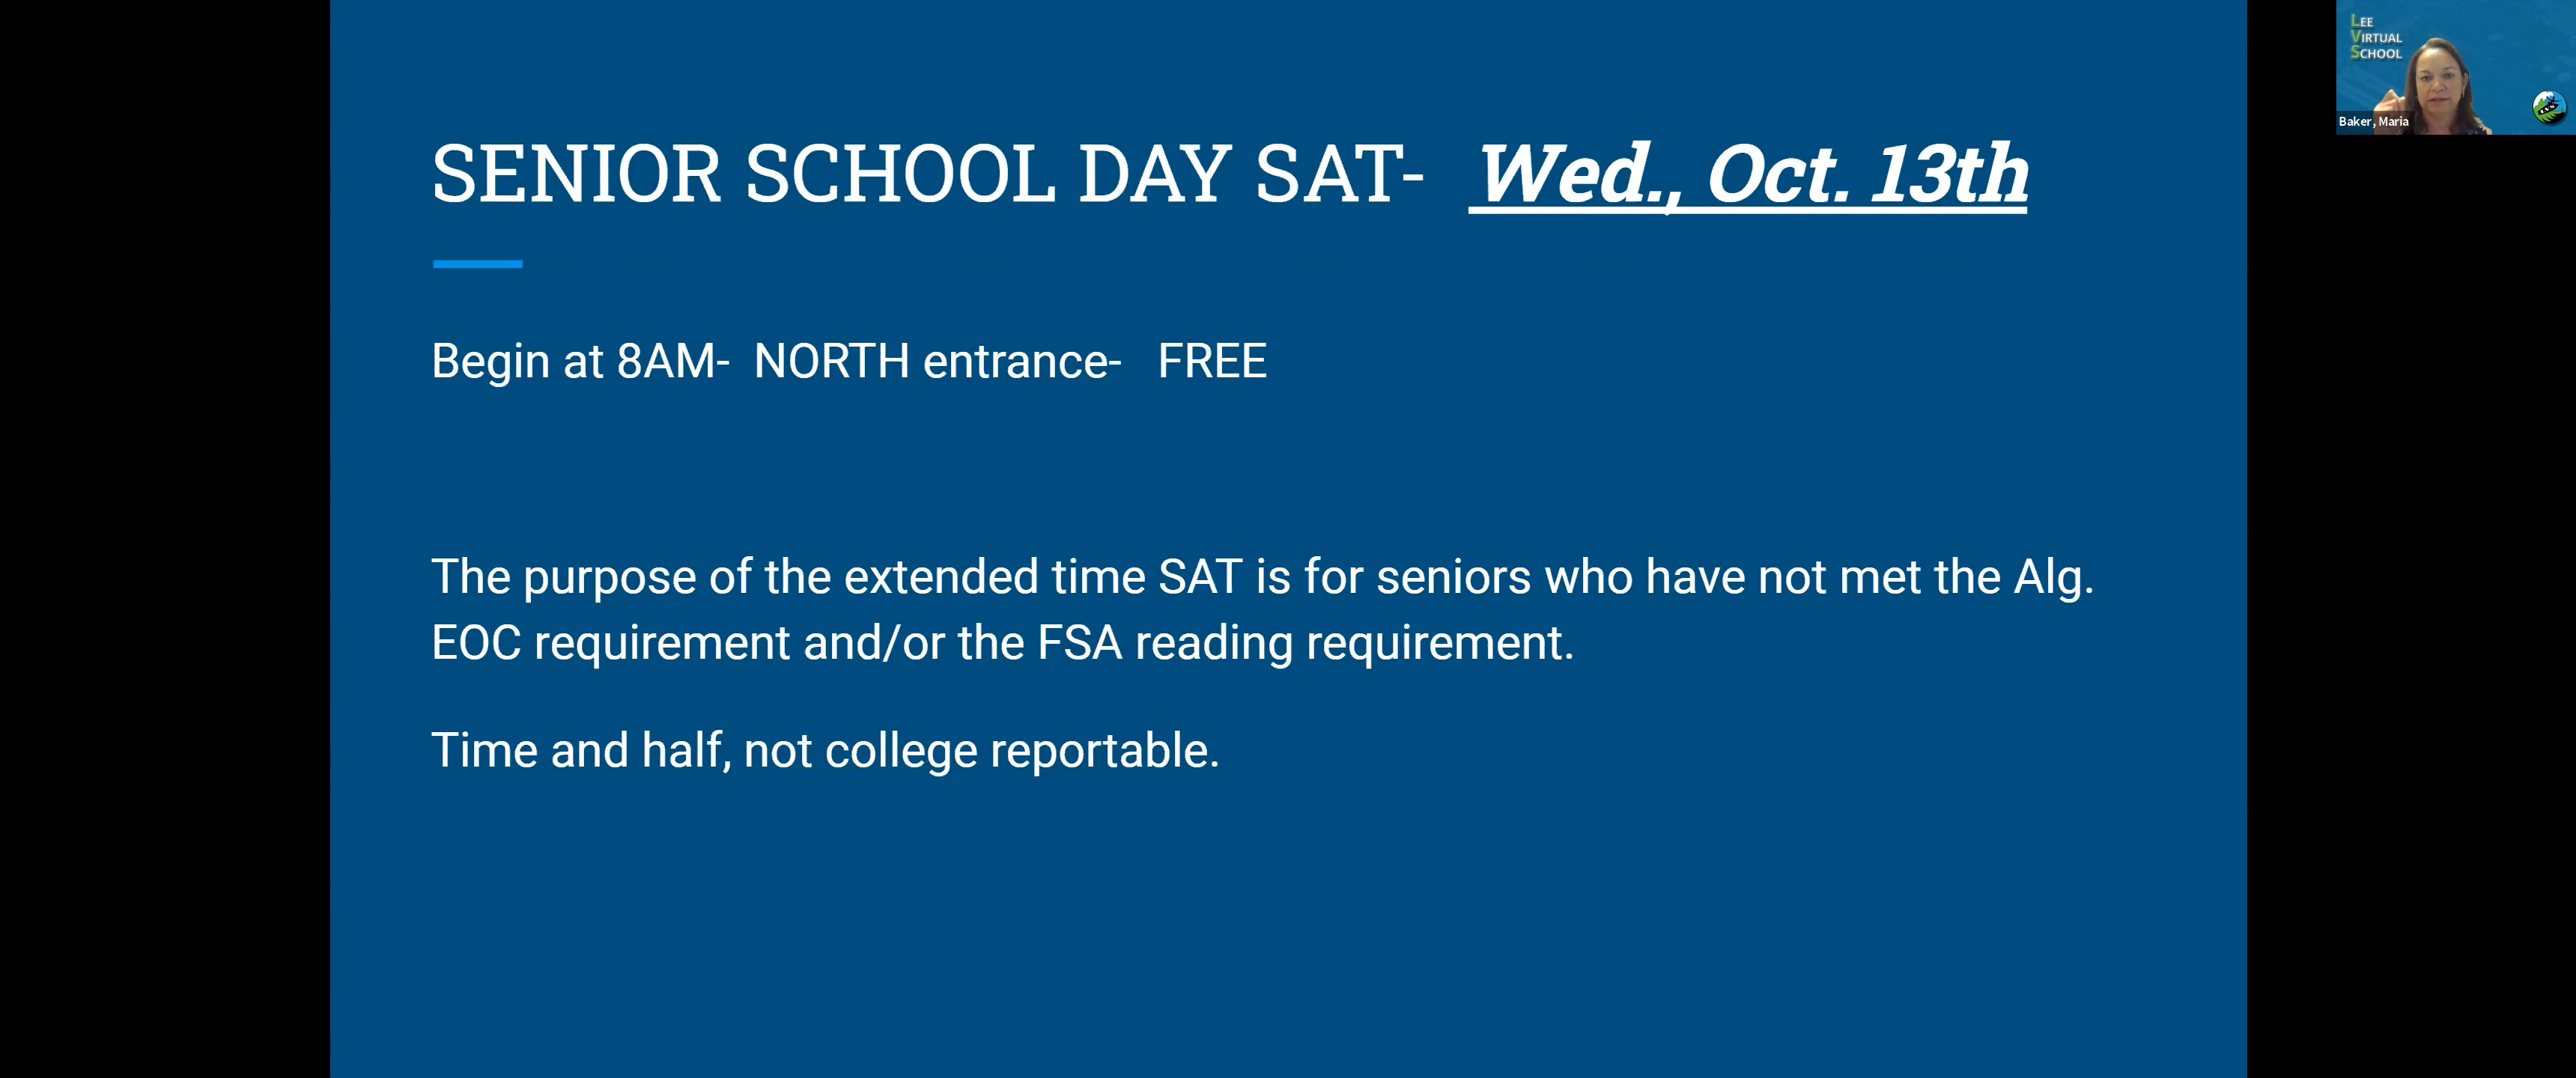 SENIOR SCHOOL DAY SAT- Wed., Oct. 13th
Begin at 8AM- NORTH entrance- FREE
The purpose of the extended time SAT is for seniors who have not met the Alg.
EOC requirement and/or the FSA reading requirement.
Time and half, not college reportable.
LEE
VIRTUAL
SCHOOL
Baker, Maria